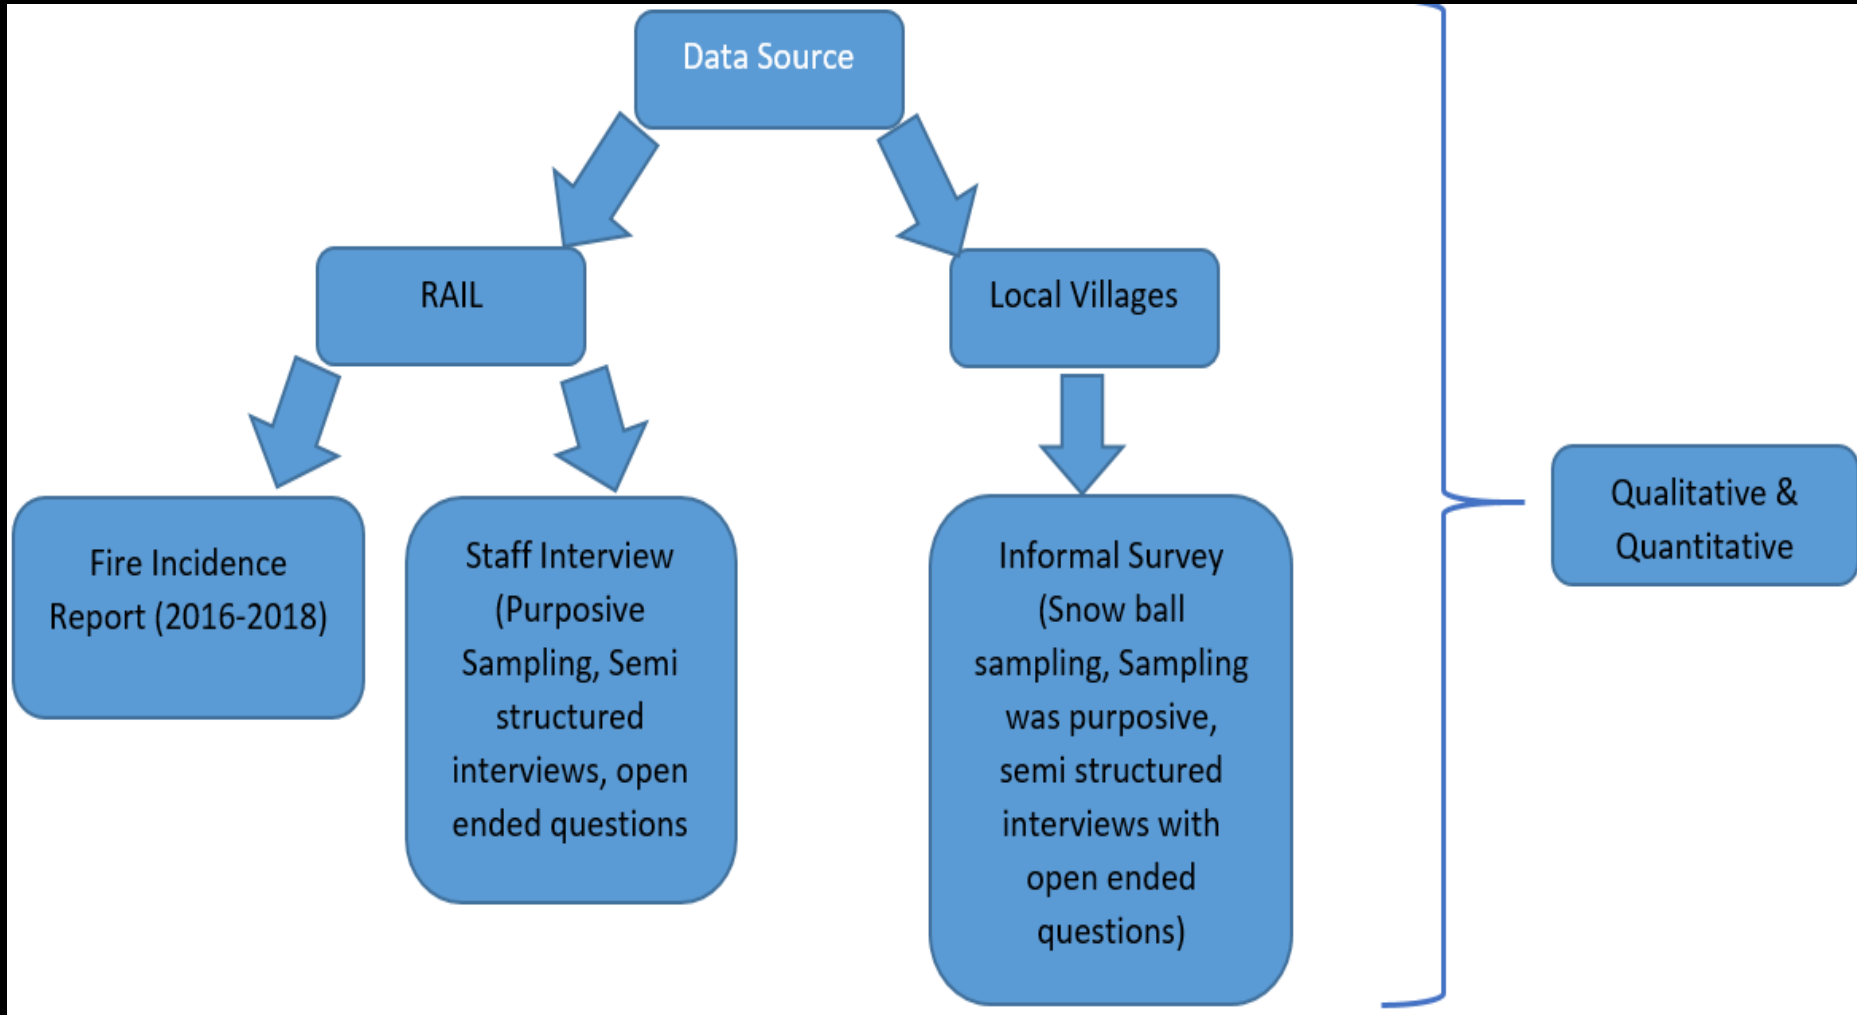 Data Source
RAIL
Local Villages
Fire Incidence
Report (2016-2018)
Staff Interview
(Purposive
Sampling, Semi
structured
interviews, open
ended questions
Informal Survey
(Snow ball
sampling, Sampling
was purposive,
semi structured
interviews with
open ended
questions)
Qualitative &
Quantitative